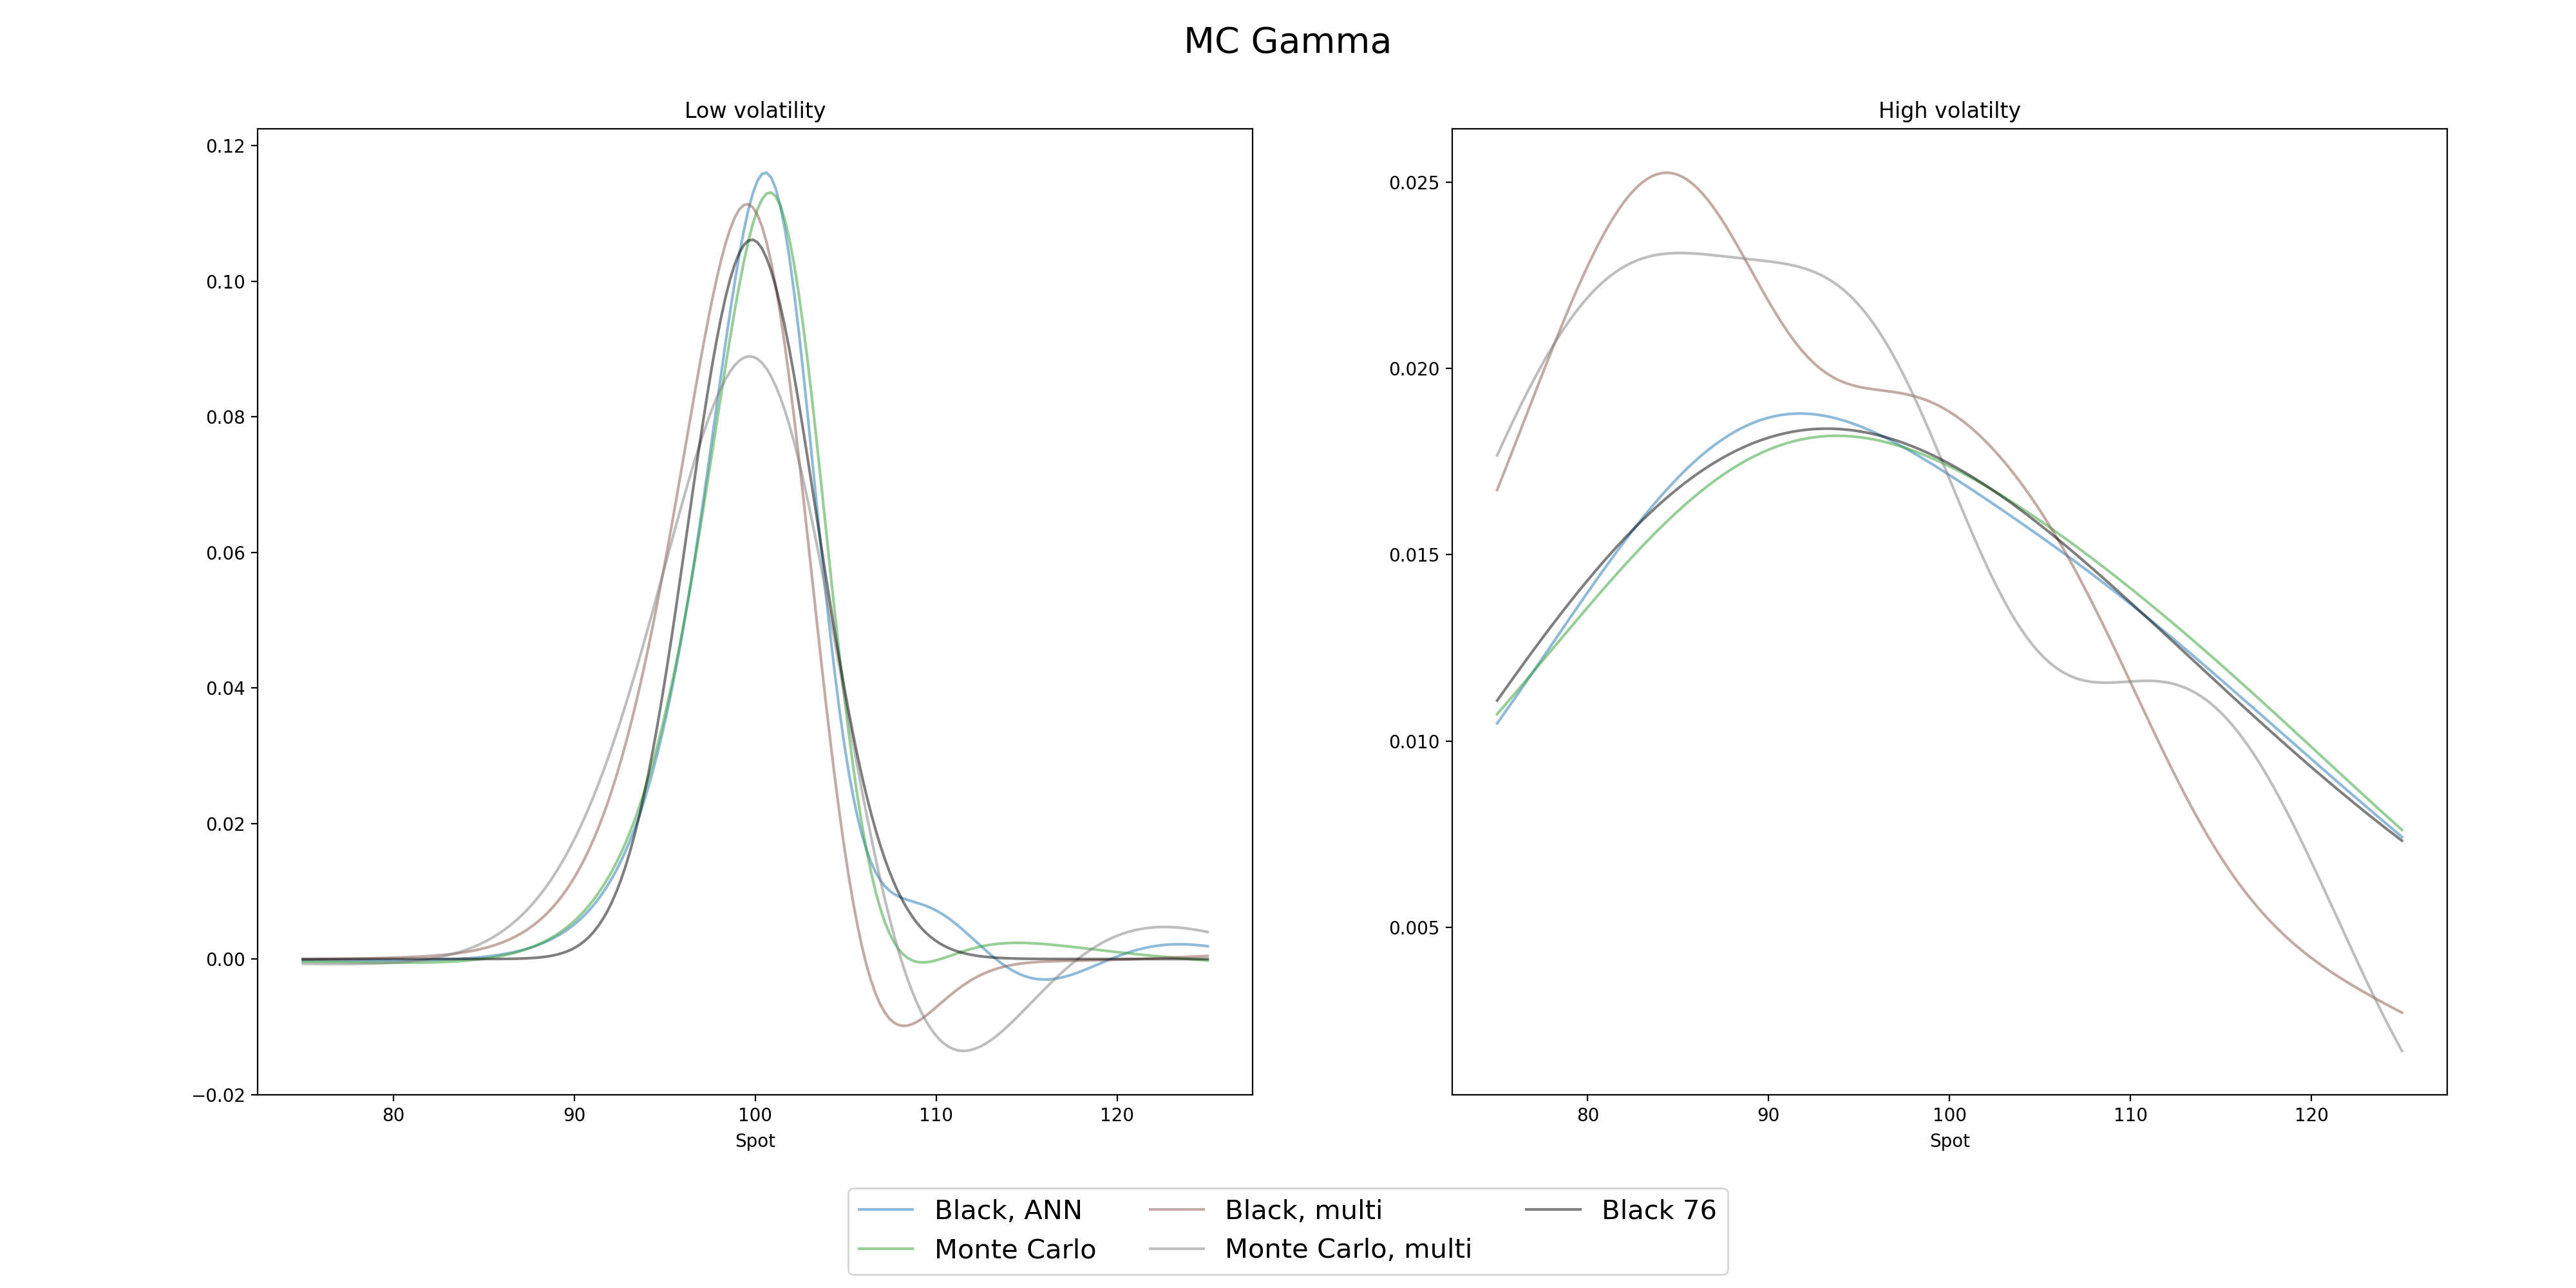 MC Gamma
Low volatility
High volatilty
0.12
0.10
0.08
0.06
0.04
0.02
0.00
−0.02
80 90 100 110 120
Spot
0.025
0.020
0.015
0.010
0.005
80 90 100 110 120
Spot
Black, ANN
Monte Carlo
Black, multi
Monte Carlo, multi
Black 76